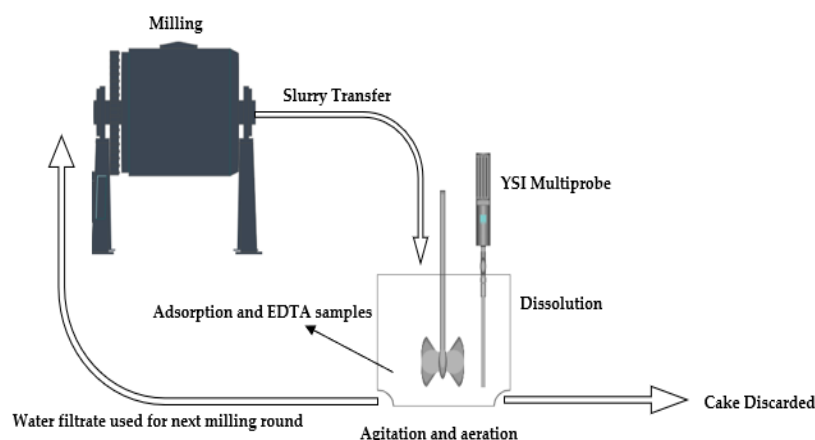 Milling
Slurry Transfer
YSI Multiprobe
Dissolution
Adsorption and EDTA samples
Cake Discarded
Water filtrate used for next milling round
Agitation and aeration